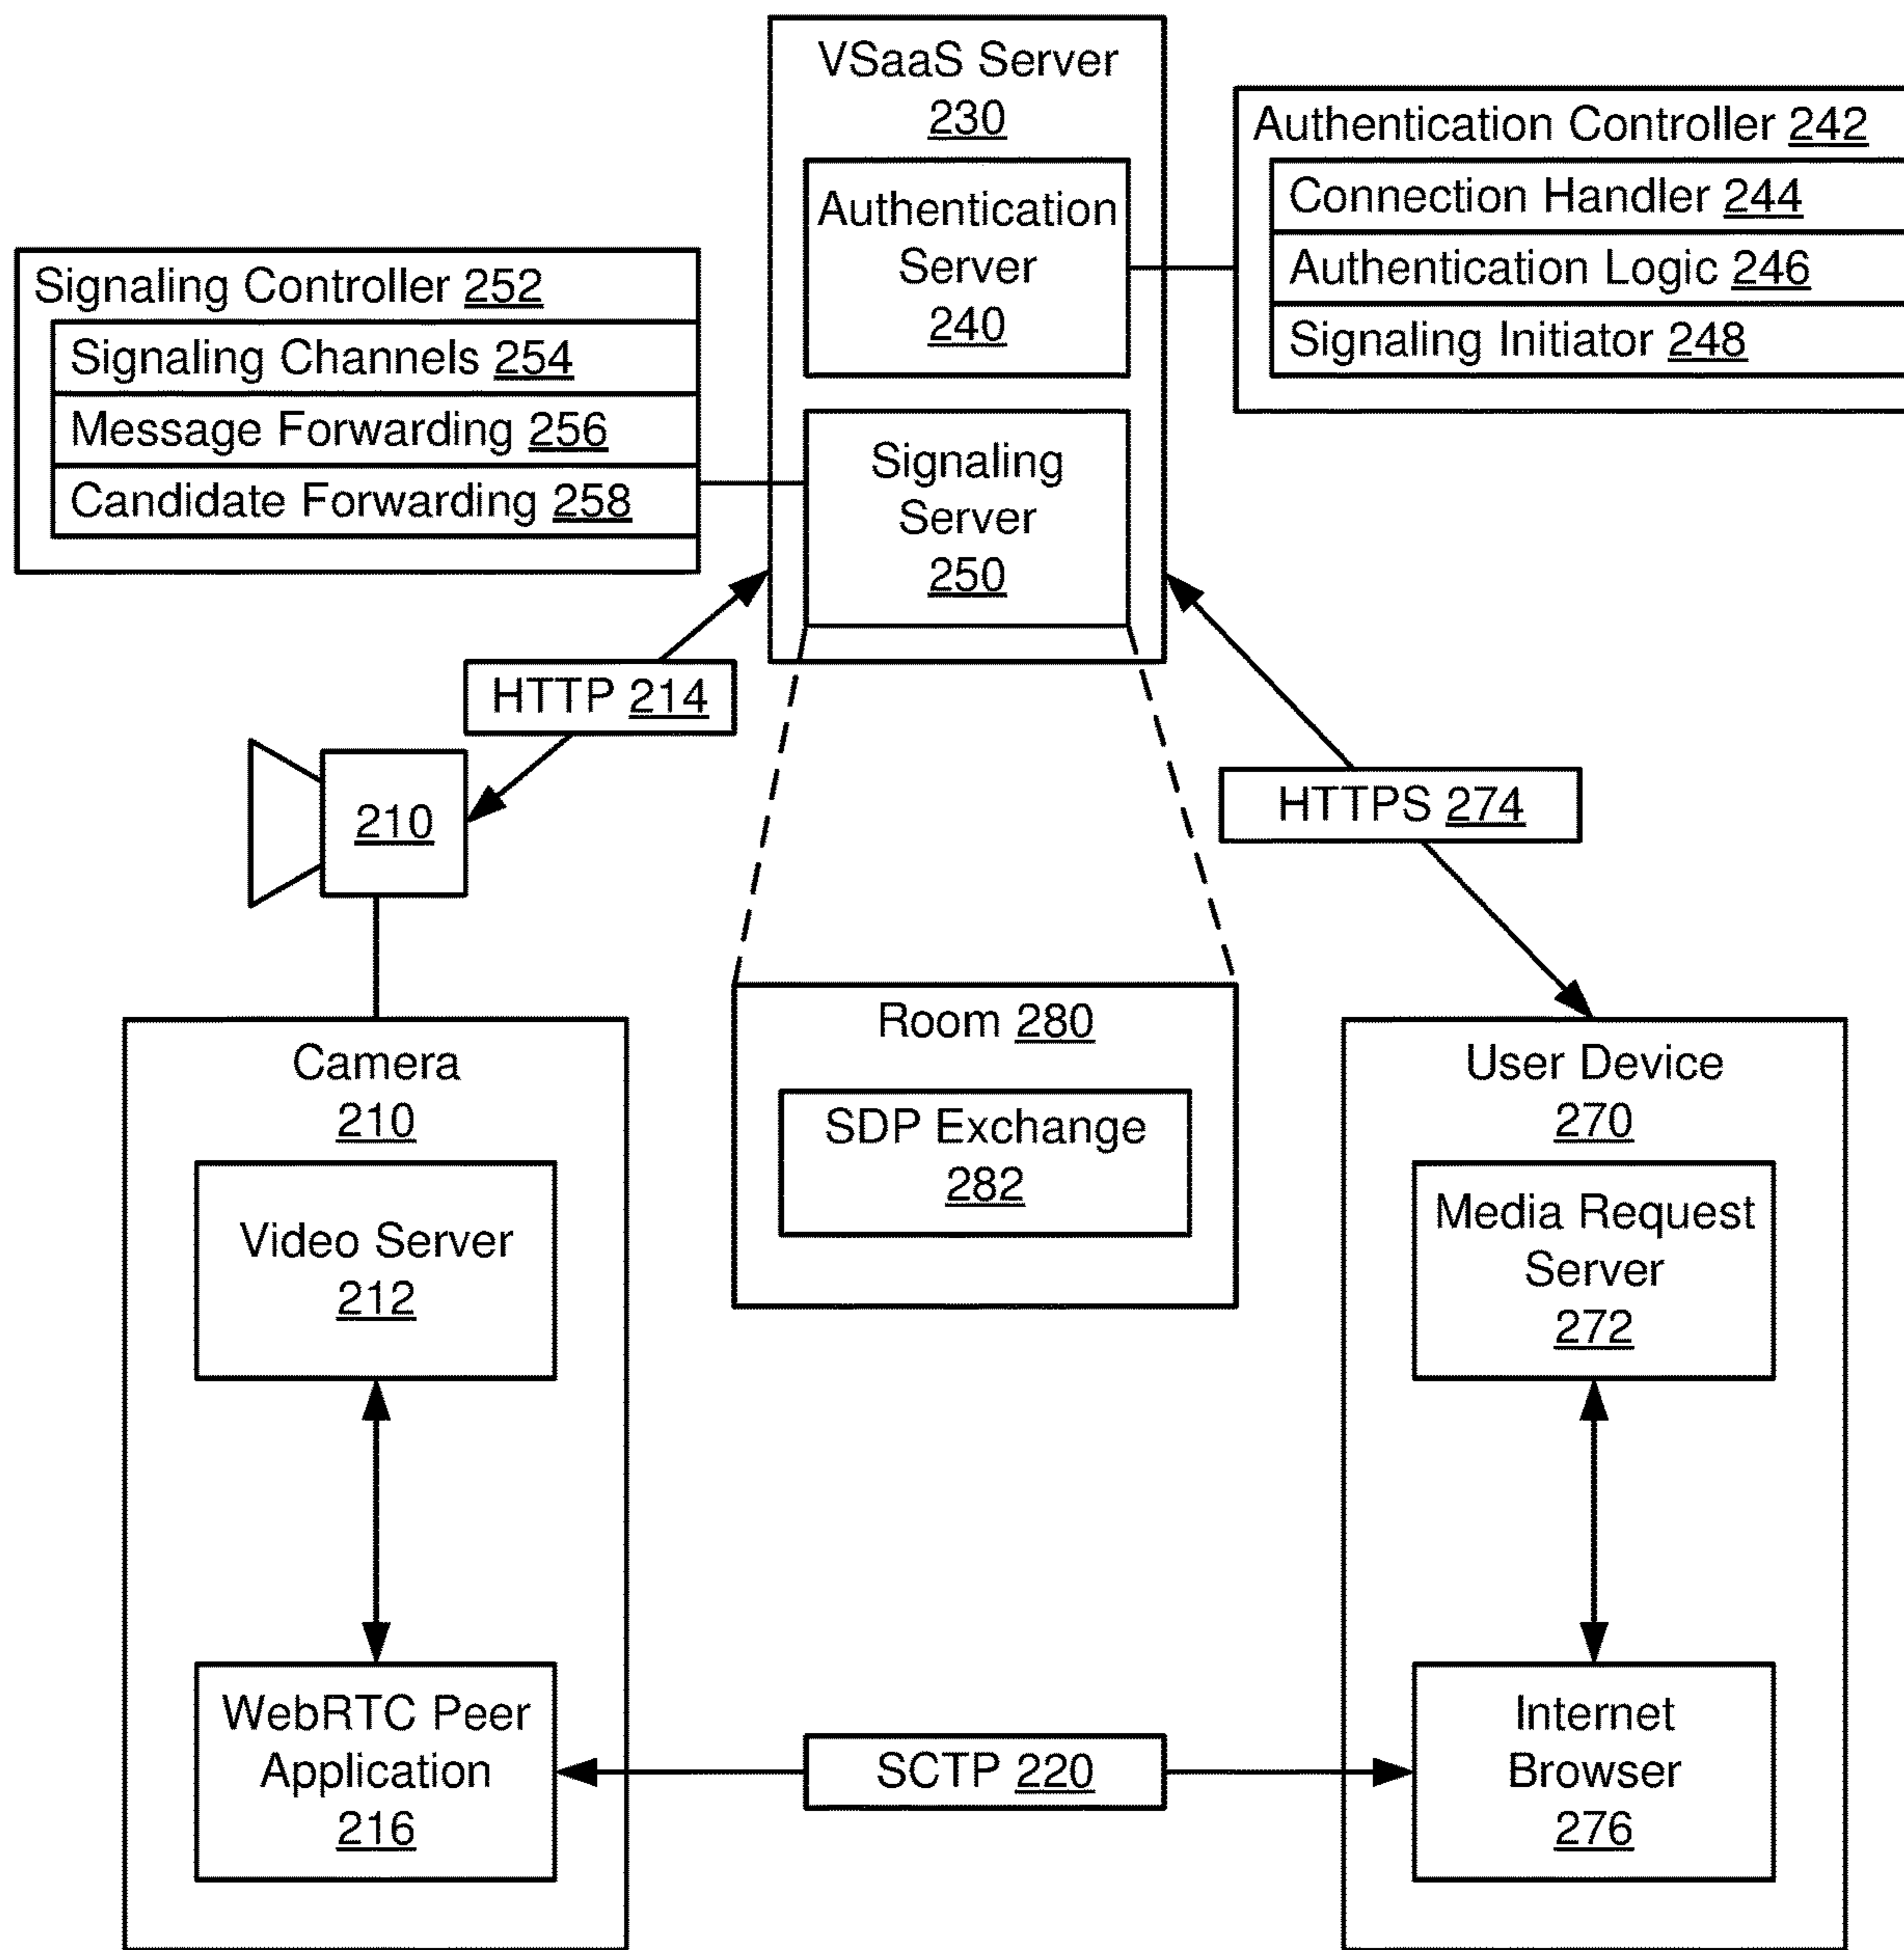 VSaaS Server
230
Authentication
Server
240
Signaling
Server
250
Authentication Controller 242
Connection Handler 244
Authentication Logic 246
Signaling Initiator 248
Signaling Controller 252
Signaling Channels 254
Message Forwarding 256
Candidate Forwarding 258
HTTP 214
210
HTTPS 274
Room 280
SDP Exchange
282
Camera
210
Video Server
212
WebRTC Peer
Application
216
SCTP 220
User Device
270
Media Request
Server
272
Internet
Browser
276